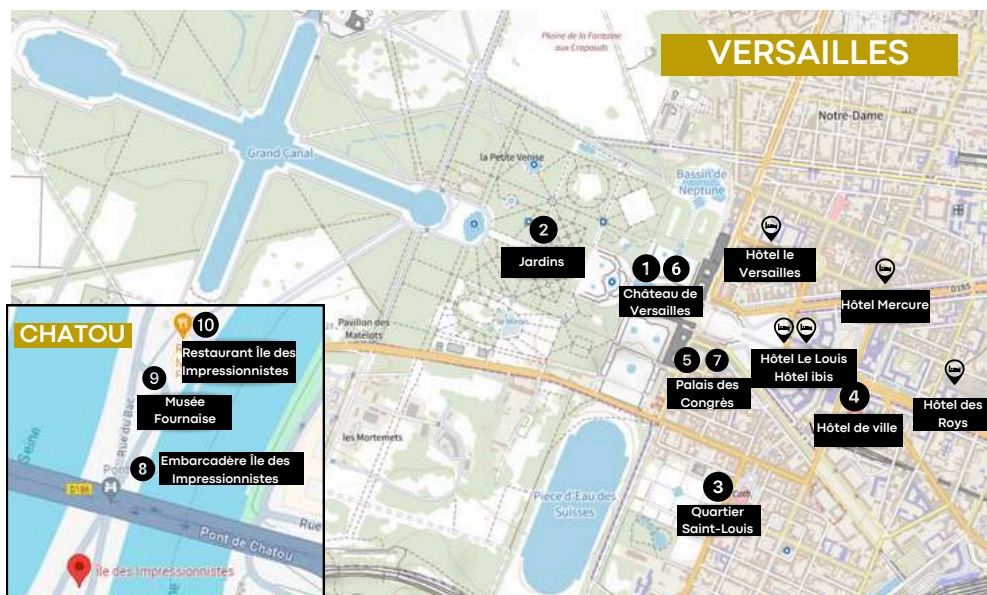 VERSAILLES
Plaine de la Fontaine
aux Crapauds
Notre-Dame
Grand Canal
la Petite Venise
Bassin de
Neptune
2
Jardins
1 6
Château de
Versailles
Hôtel le
Versailles
D185
Hôtel Mercure
Pavillon des
Matelots
5 7
Palais des
Congrès
Hôtel Le Louis
Hôtel ibis
4
Hôtel de ville
Hôtel des
Roys
les Mortemets
Pièce d'Eau des
Suisses
3
Cath
Quartier
Saint-Louis
CHATOU
10
Restaurant Île des
Impressionnistes
9
Musée
Fournaise
Rue du Bac
Seine
8
Embarcadère Île des
Impressionnistes
Pont
D186
Rue
Pont de Chatou
Île des Impressionnistes